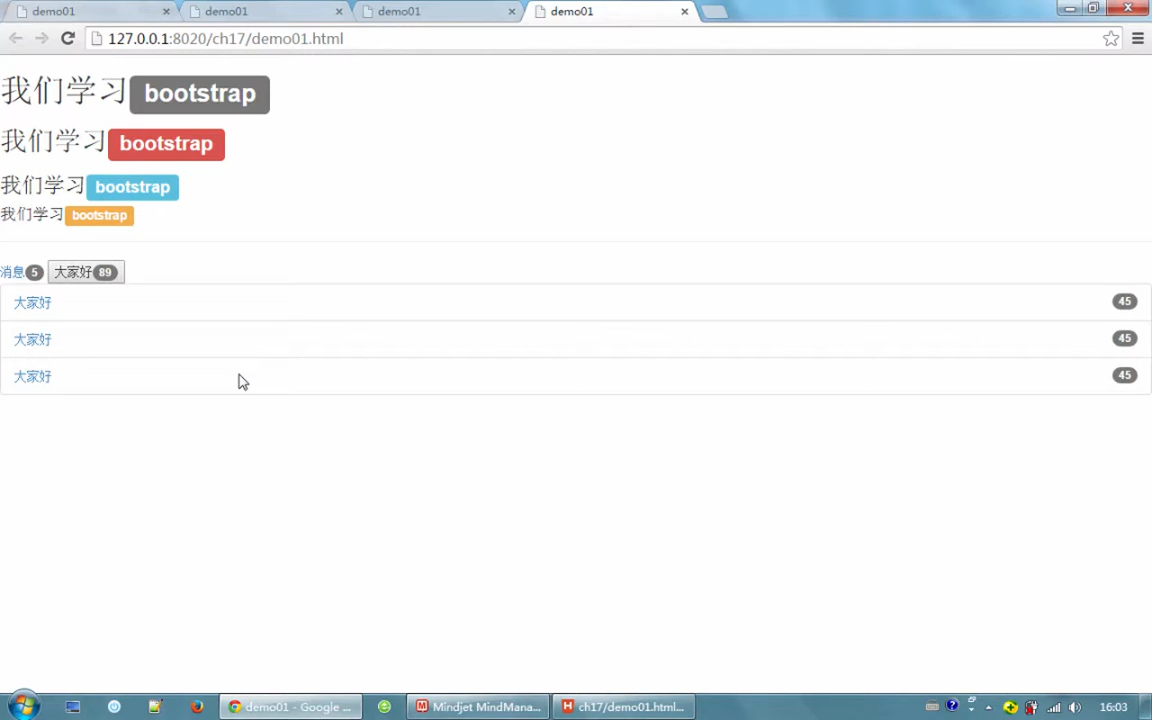 demo01 demo01 demo01 demo01
127.0.0.1:8020/ch17/demo01.html
我们学习 bootstrap
我们学习 bootstrap
我们学习 bootstrap
我们学习 bootstrap
消息 5 大家好 89
大家好 45
大家好 45
大家好 45
demo01 - Google ... Mindjet MindMana... ch17/demo01.html... 16:03